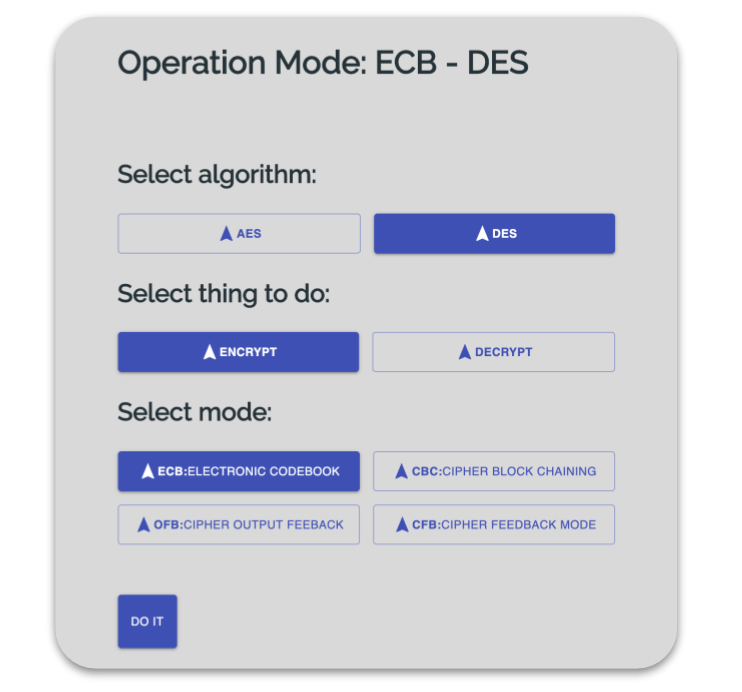 Operation Mode: ECB - DES
Select algorithm:
AES
DES
Select thing to do:
ENCRYPT
DECRYPT
Select mode:
ECB:ELECTRONIC CODEBOOK
CBC:CIPHER BLOCK CHAINING
OFB:CIPHER OUTPUT FEEBACK
CFB:CIPHER FEEDBACK MODE
DO IT